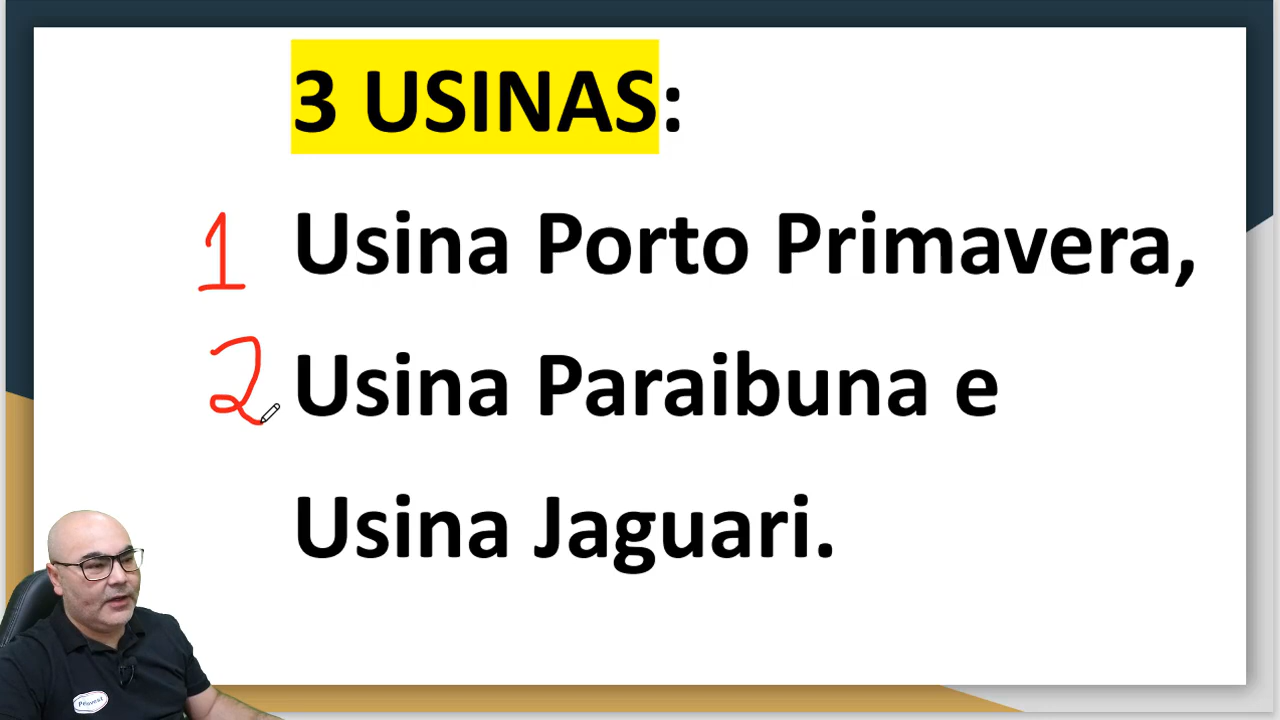 3 USINAS:
1 Usina Porto Primavera,
2 Usina Paraibuna e
Usina Jaguari.